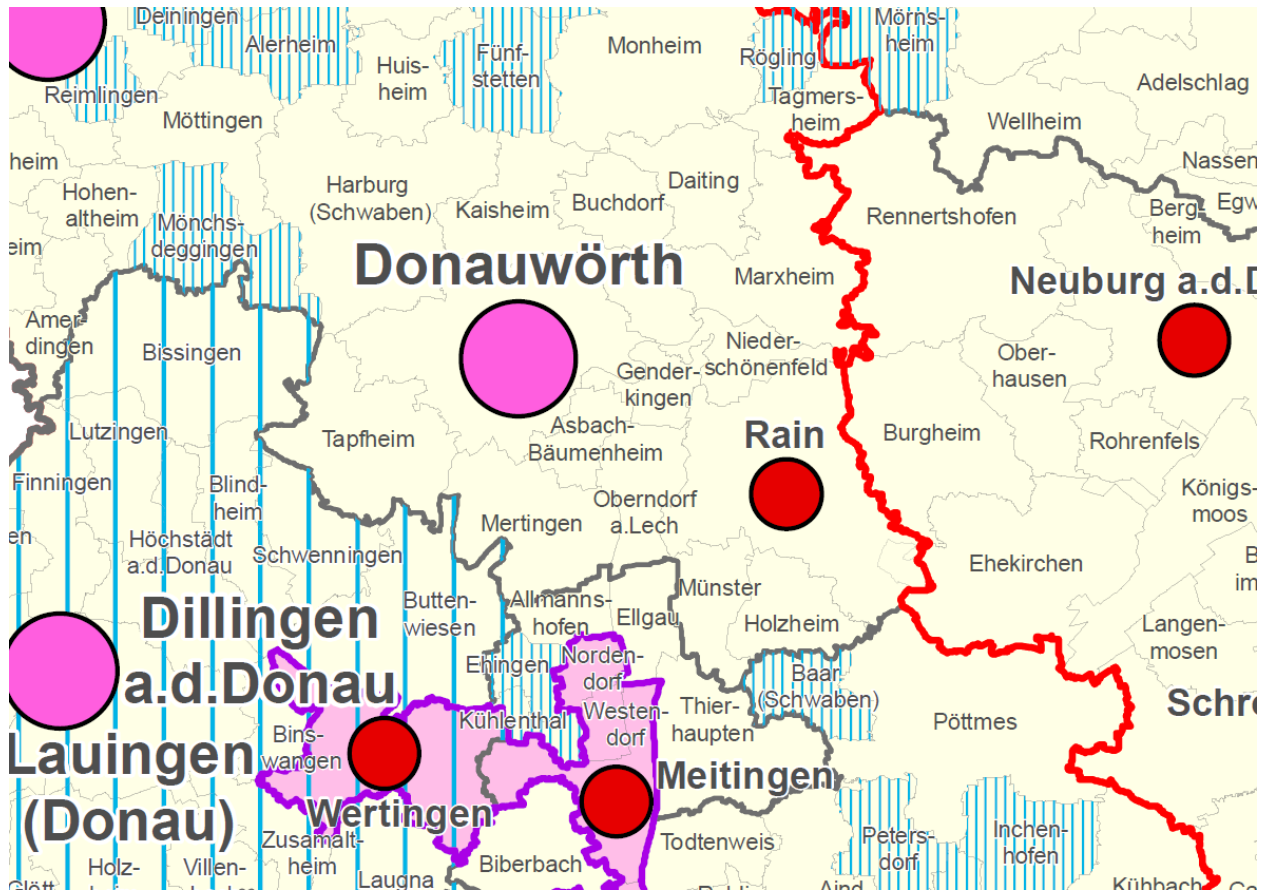 Deiningen
Alerheim
Fünf-
stetten
Monheim
Rögling
Mörns-
heim
Huis-
heim
Reimlingen
Möttingen
Tagmers-
heim
Adelschlag
Wellheim
heim
Hohen-
altheim
Harburg
(Schwaben)
Kaisheim
Buchdorf
Daiting
Nassen
Rennertshofen
Berg
heim
Egw
eim
Mönchs-
deggingen
Donauwörth
Marxheim
Neuburg a.d.D
Amer-
dingen
Bissingen
Nieder-
schönenfeld
Gender-
kingen
Ober-
hausen
Lutzingen
Tapfheim
Asbach-
Bäumenheim
Rain
Burgheim
Rohrenfels
Finningen
Blind-
heim
Oberndorf
a.Lech
Königs-
moos
en
Höchstädt
a.d.Donau
Schwenningen
Mertingen
Ehekirchen
B
im
Butten-
wiesen
Allmanns-
hofen
Ellgau
Münster
Holzheim
Langen-
mosen
Dillingen
a.d.Donau
Ehingen
Norden-
dorf
Baar
(Schwaben)
Kühlenthal
Westen-
dorf
Thier-
haupten
Pöttmes
Schro
Lauingen
(Donau)
Bins-
wangen
Wertingen
Meitingen
Zusamalt-
heim
Biberbach
Todtenweis
Peters-
dorf
Inchen-
hofen
Holz-
Villen-
Laugna
Aind
Kühbach